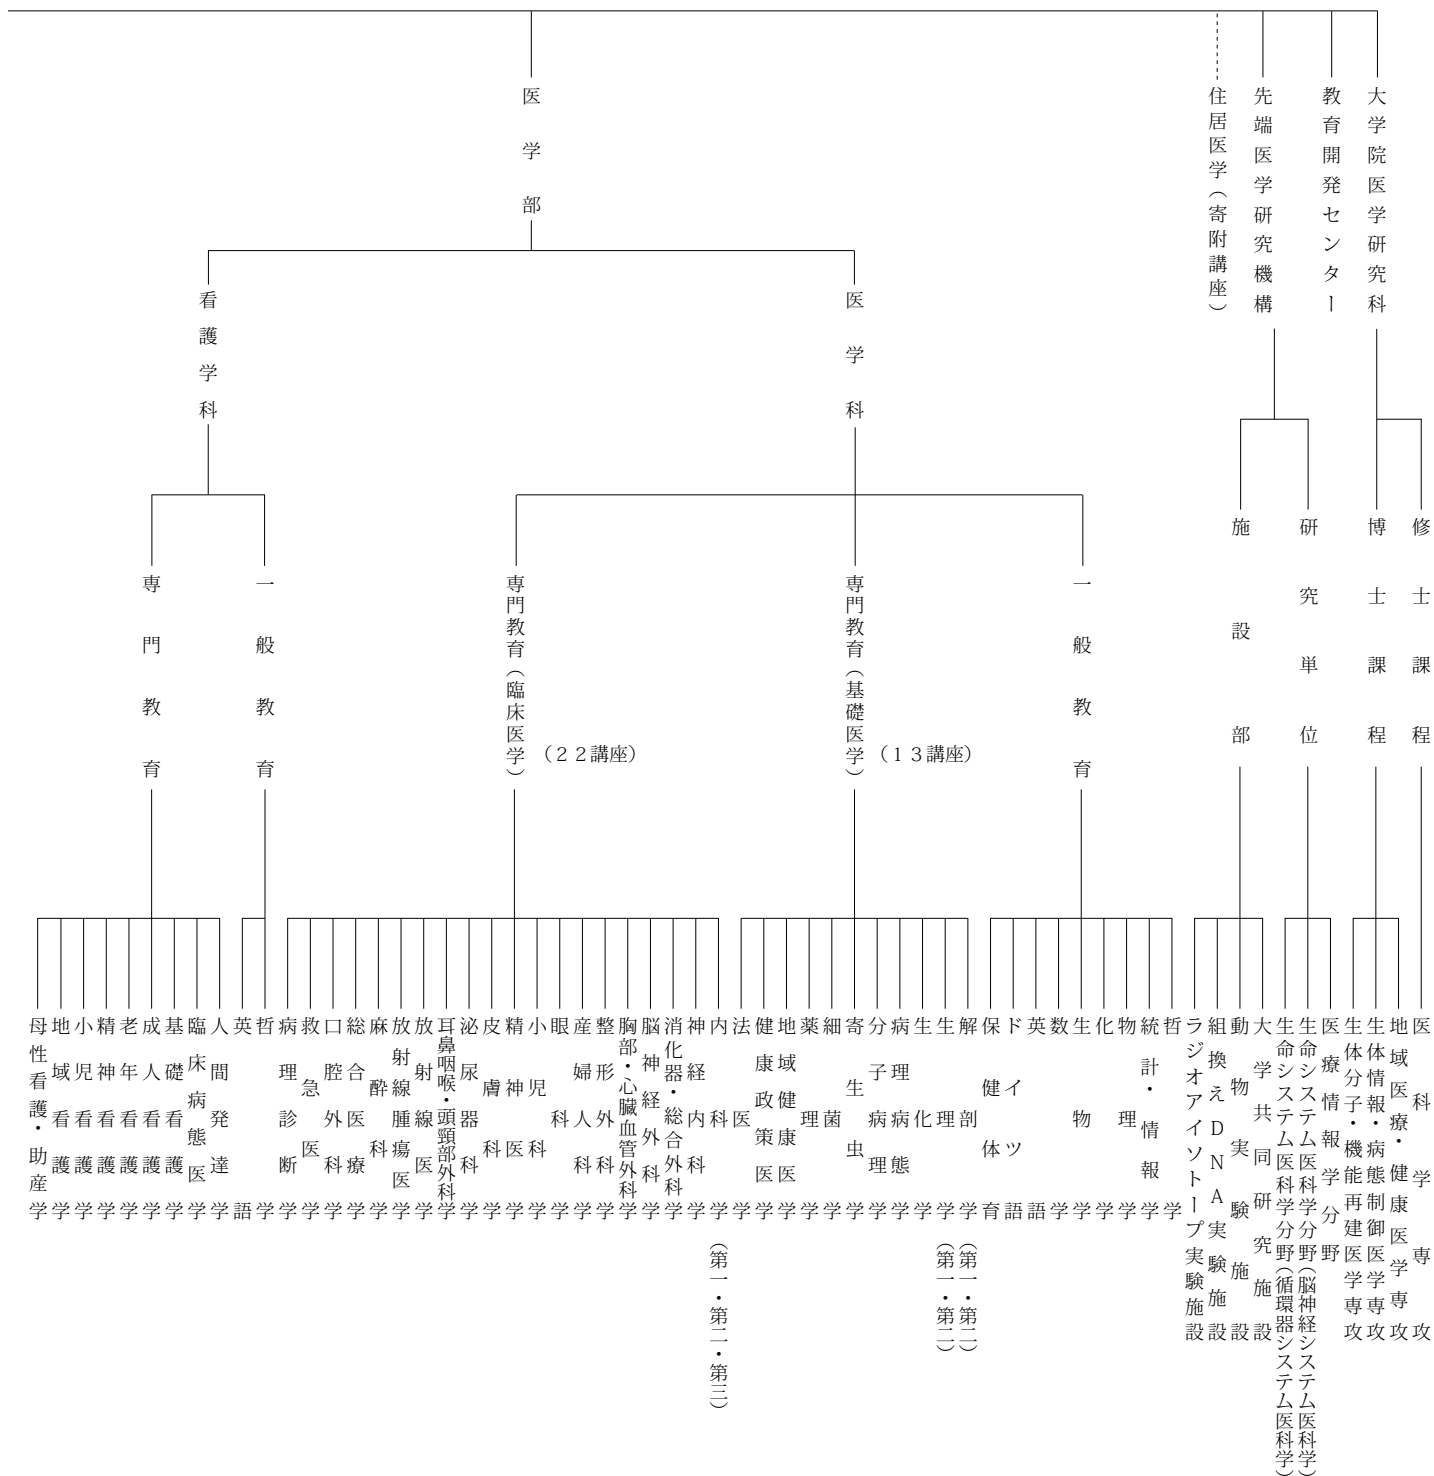 大学院医学研究科
教育開発センター
先端医学研究機構
住居医学(寄附講座)
医学部
医学科
看護学科
修士課程
博士課程
研究単位
施設部
一般教育
専門教育(基礎医学)
(13講座)
専門教育(臨床医学)
(22講座)
一般教育
専門教育
医科学専攻
地域医療・健康医学専攻
生体情報・病態制御医学専攻
生体分子・機能再建医学専攻
医療情報学分野
生命システム医科学分野(脳神経システム医科学)
生命システム医科学分野(循環器システム医科学)
大学共同研究施設
動物実験施設
組換えDNA実験施設
ラジオアイソトープ実験施設
哲学
統計・情報学
物理学
化学
生物学
数学
英語
ドイツ語
保健体育
解剖学(第一・第二)
生理学(第一・第二)
生化学
病理病態学
分子病理学
寄生虫学
細菌学
薬理学
地域健康医学
健康政策医学
法医学
内科学(第一・第二・第三)
神経内科学
消化器・総合外科学
脳神経外科学
胸部・心臓血管外科学
整形外科学
産婦人科学
眼科学
小児科学
精神医学
皮膚科学
泌尿器科学
耳鼻咽喉・頭頸部外科学
放射線医学
放射線腫瘍医学
麻酔科学
総合医療学
口腔外科学
救急医学
病理診断学
哲学
英語
人間発達学
臨床病態医学
基礎看護学
成人看護学
老年看護学
精神看護学
小児看護学
地域看護学
母性看護・助産学